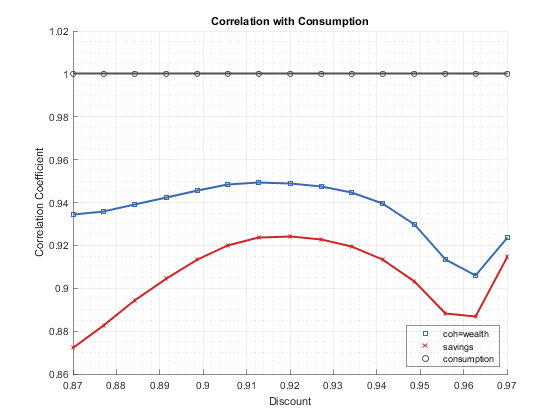 Correlation with Consumption
1.02
1
0.98
0.96
0.94
0.92
0.9
0.88
0.86
Correlation Coefficient
0.87 0.88 0.89 0.9 0.91 0.92 0.93 0.94 0.95 0.96 0.97
Discount
coh=wealth
savings
consumption